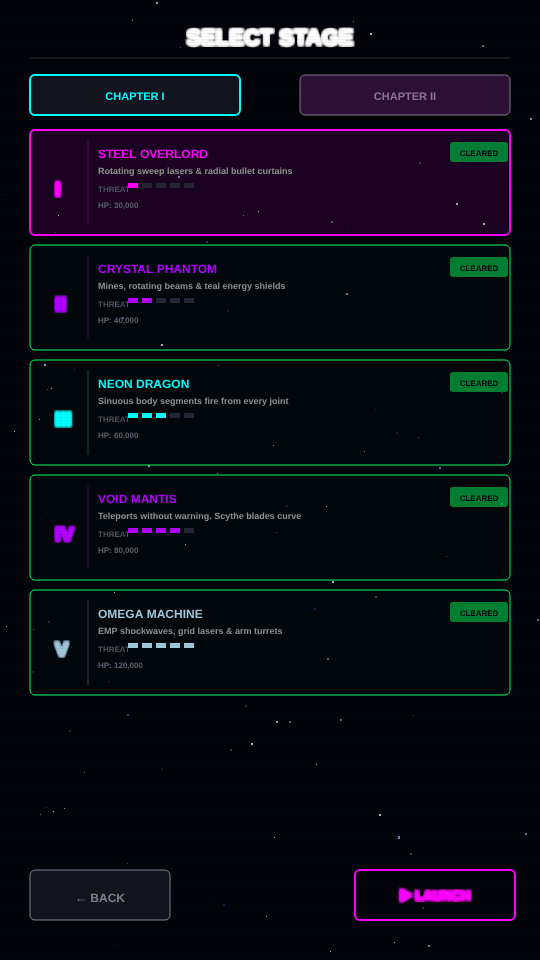 SELECT STAGE
CHAPTER I
CHAPTER II
STEEL OVERLORD
CLEARED
Rotating sweep lasers & radial bullet curtains
I
THREAT
HP: 30,000
CRYSTAL PHANTOM
CLEARED
Mines, rotating beams & teal energy shields
II
THREAT
HP: 40,000
NEON DRAGON
CLEARED
Sinuous body segments fire from every joint
III
THREAT
HP: 60,000
VOID MANTIS
CLEARED
Teleports without warning. Scythe blades curve
IV
THREAT
HP: 80,000
OMEGA MACHINE
CLEARED
EMP shockwaves, grid lasers & arm turrets
V
THREAT
HP: 120,000
← BACK
▶ LAUNCH